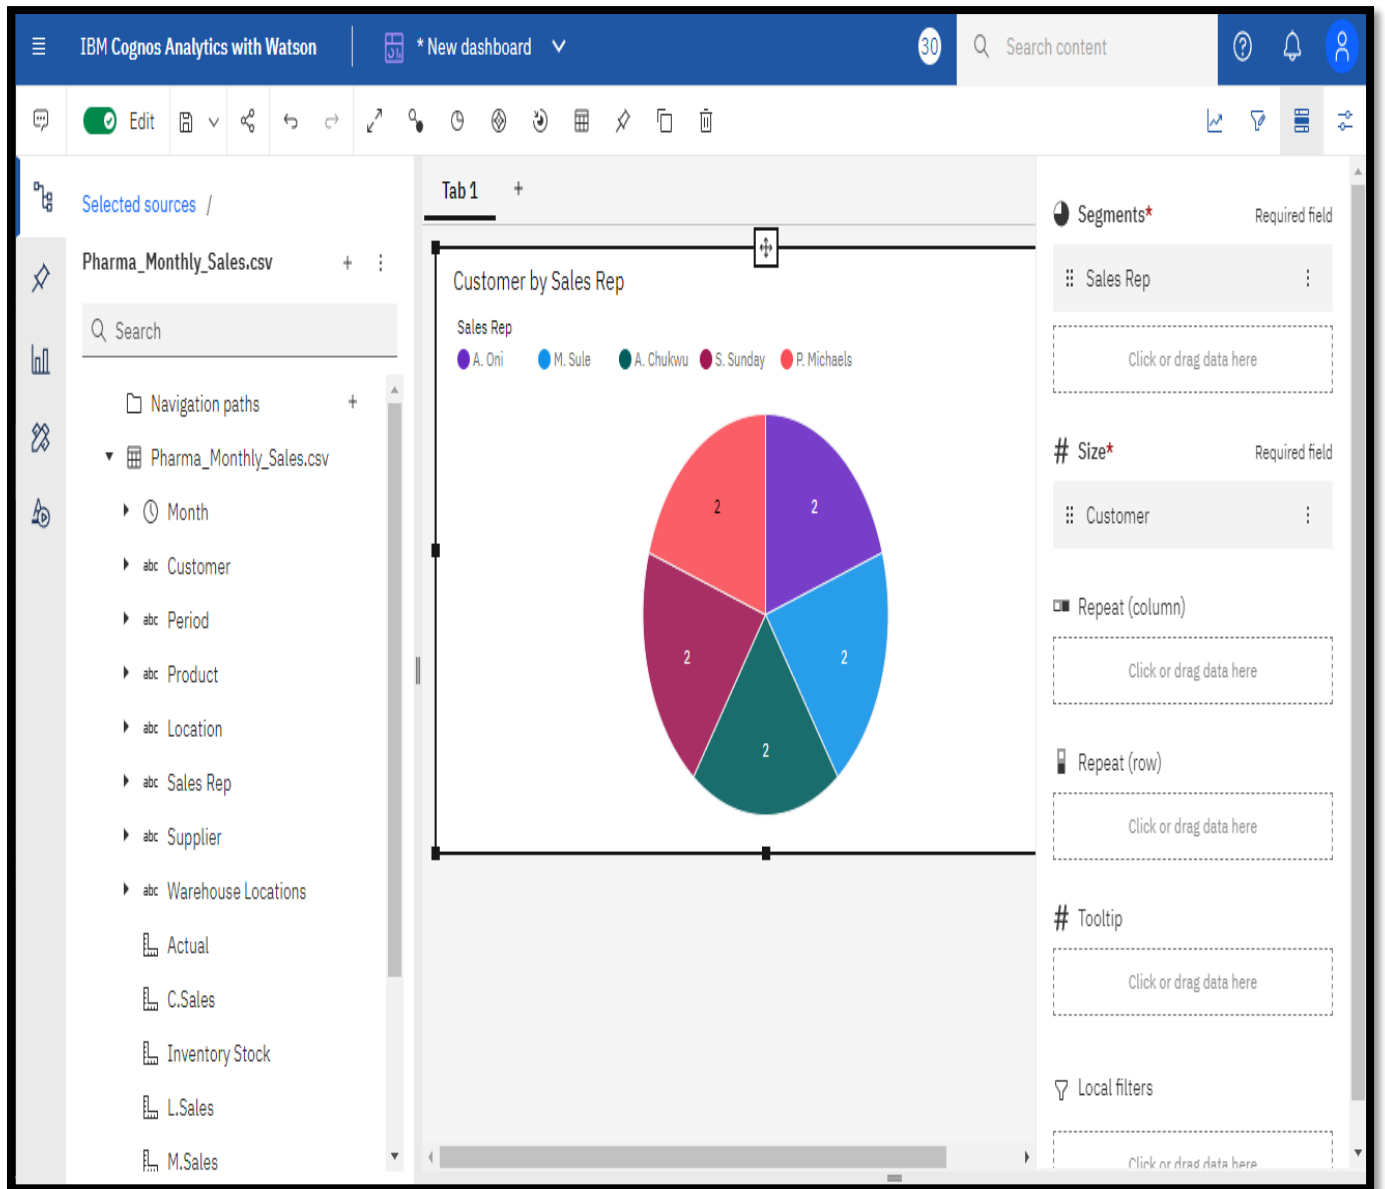 IBM Cognos Analytics with Watson
* New dashboard
30
Search content
Edit
Selected sources /
Pharma_Monthly_Sales.csv
Search
Navigation paths
Pharma_Monthly_Sales.csv
Month
abc Customer
abc Period
abc Product
abc Location
abc Sales Rep
abc Supplier
abc Warehouse Locations
Actual
C.Sales
Inventory Stock
L.Sales
M.Sales
Tab 1
Customer by Sales Rep
Sales Rep
A. Oni M. Sule A. Chukwu S. Sunday P. Michaels
2 2
2 2
2
Segments* Required field
Sales Rep
Click or drag data here
# Size* Required field
Customer
Repeat (column)
Click or drag data here
Repeat (row)
Click or drag data here
# Tooltip
Click or drag data here
Local filters
Click or drag data here